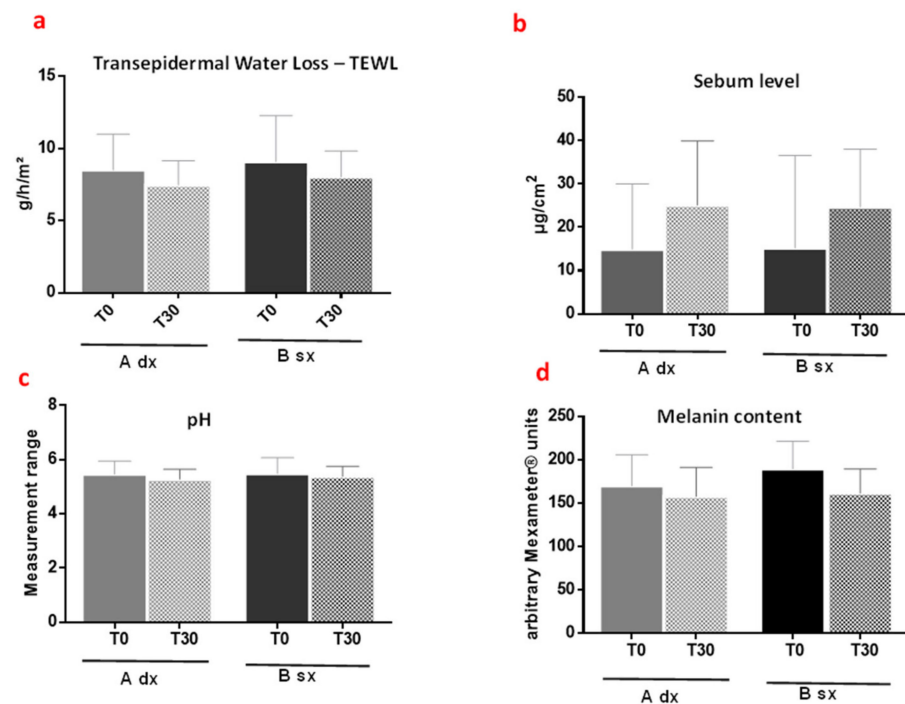 a
Transepidermal Water Loss – TEWL
g/h/m²
15
10
5
0
T0
T30
T0
T30
A dx
B sx
b
Sebum level
µg/cm²
50
40
30
20
10
0
T0
T30
T0
T30
A dx
B sx
c
pH
Measurement range
8
6
4
2
0
T0
T30
T0
T30
A dx
B sx
d
Melanin content
arbitrary Mexameter® units
250
200
150
100
50
0
T0
T30
T0
T30
A dx
B sx